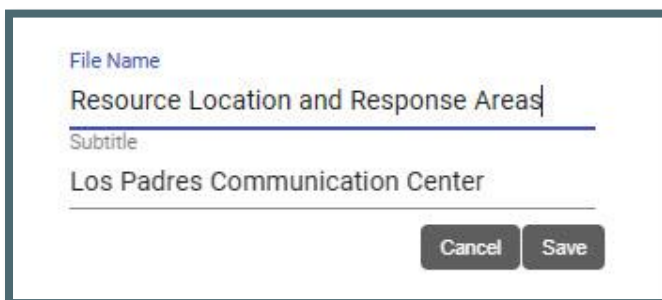 File Name
Resource Location and Response Areas
Subtitle
Los Padres Communication Center
Cancel Save